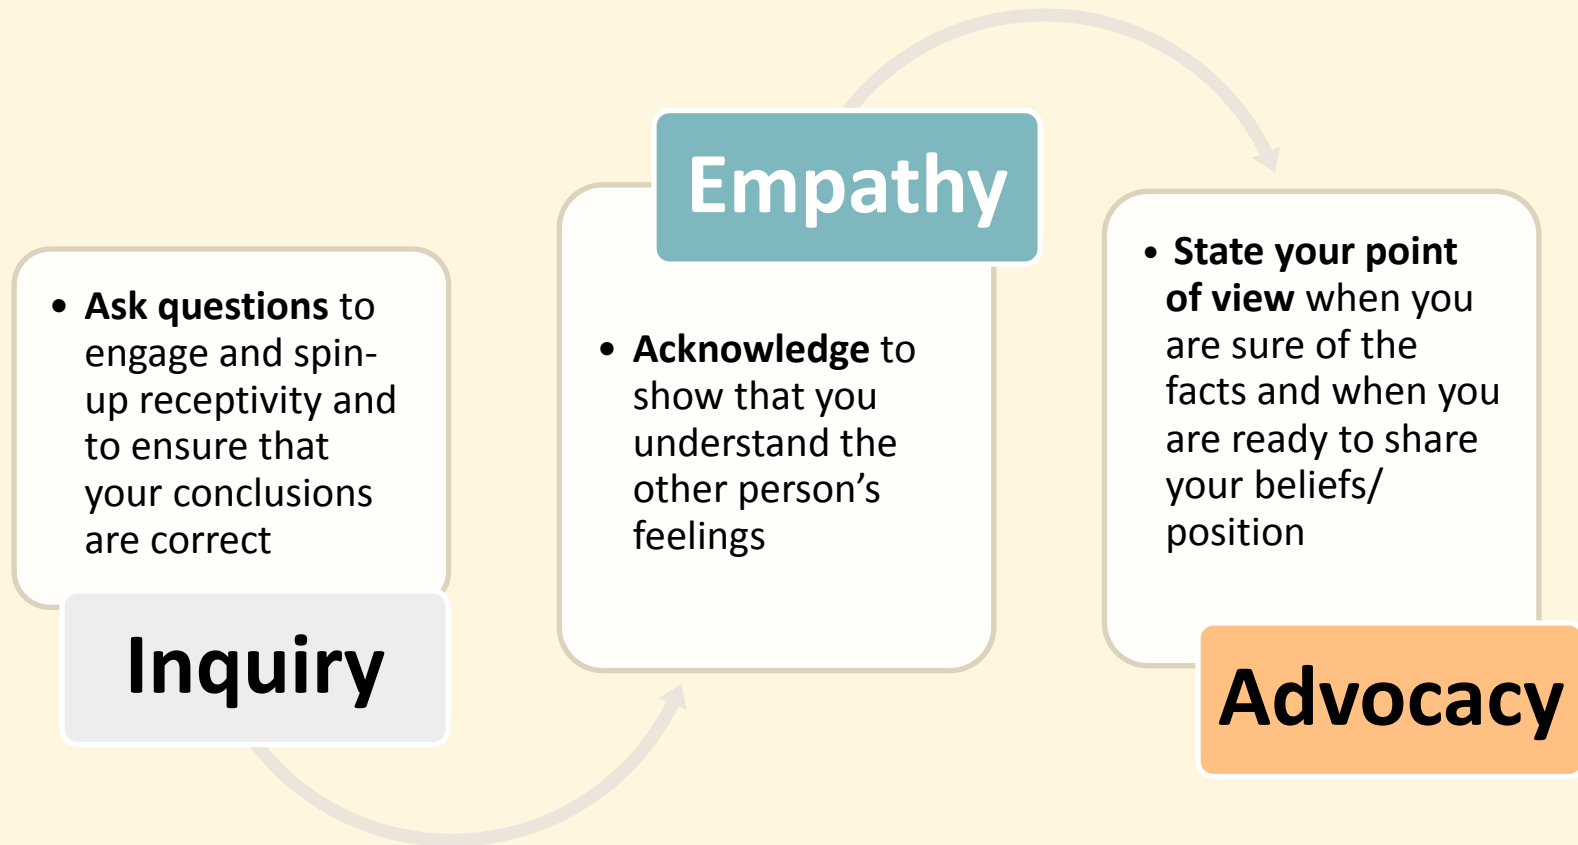 • Ask questions to
engage and spin-
up receptivity and
to ensure that
your conclusions
are correct
Inquiry
Empathy
• Acknowledge to
show that you
understand the
other person’s
feelings
• State your point
of view when you
are sure of the
facts and when you
are ready to share
your beliefs/
position
Advocacy